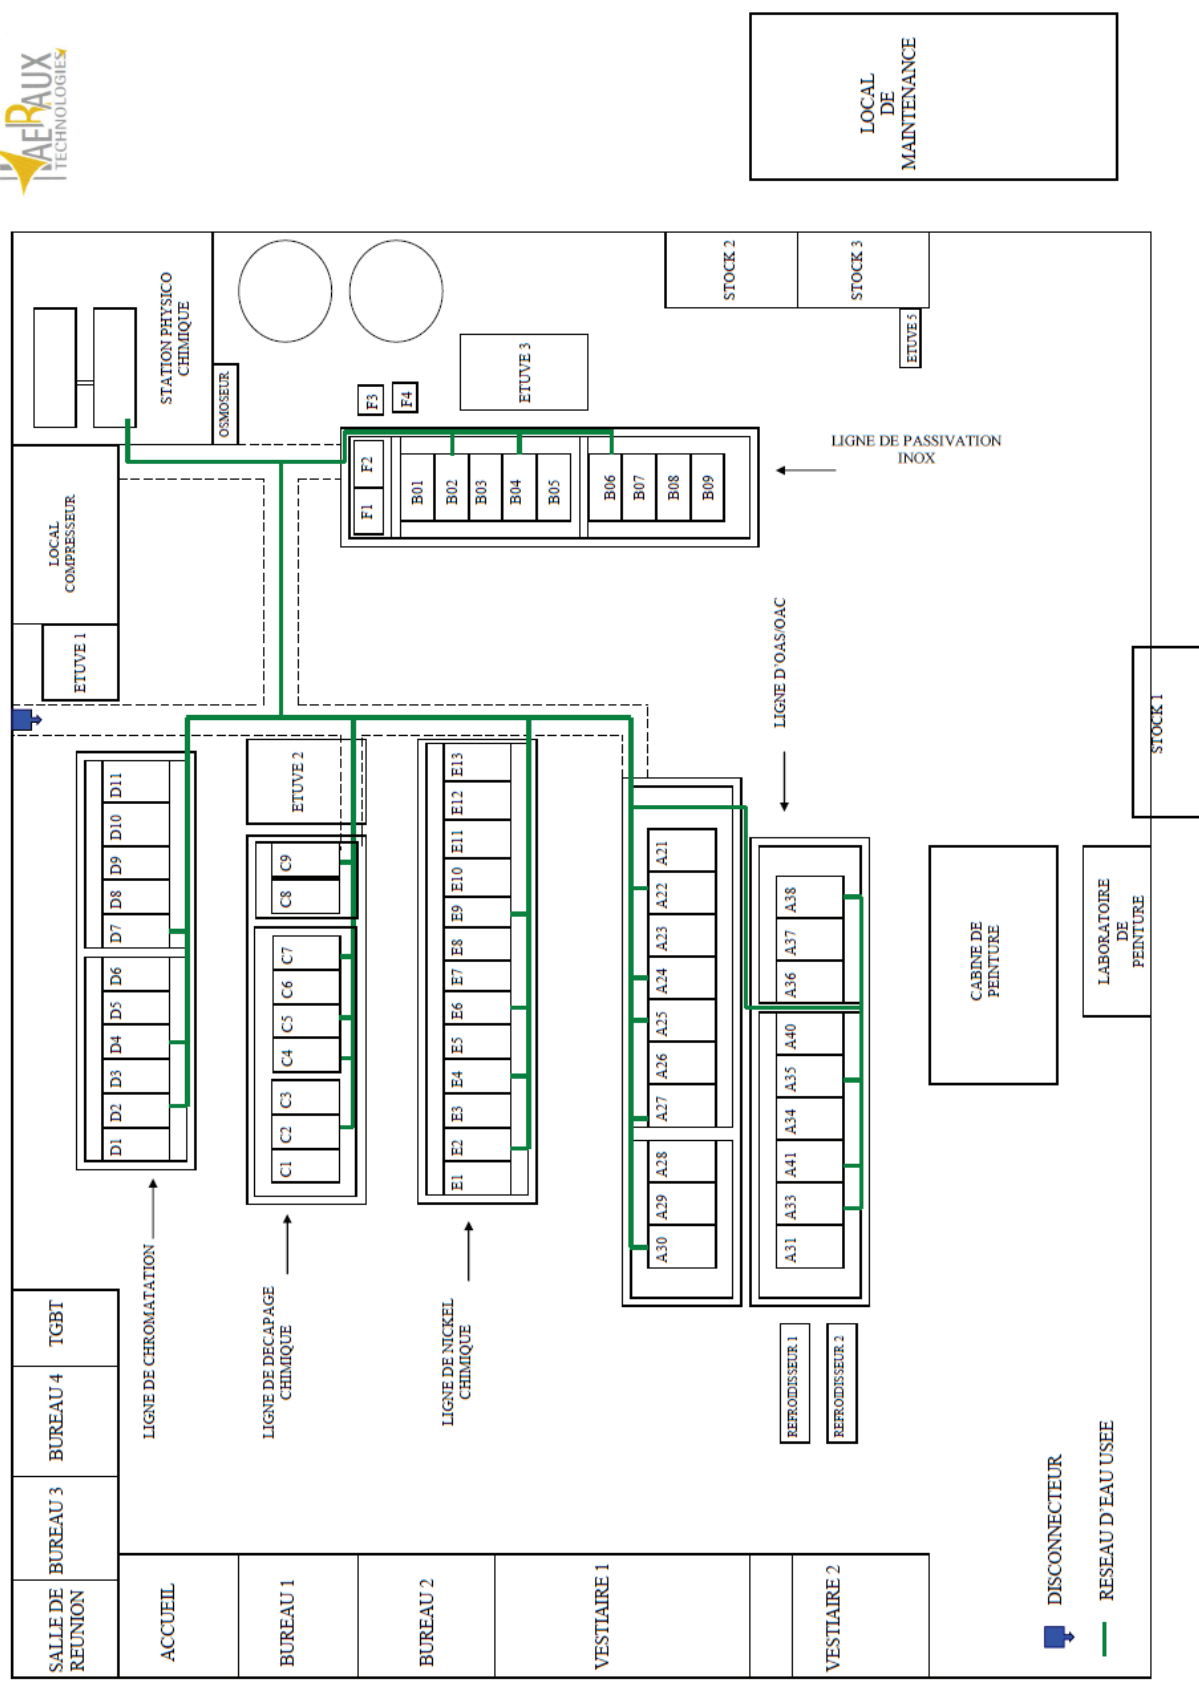 AERAUX
TECHNOLOGIES
LOCAL
DE
MAINTENANCE
STATION PHYSICO
CHIMIQUE
OSMOSEUR
STOCK 2
STOCK 3
ETUVE 5
ETUVE 3
F3
F4
LOCAL
COMPRESSEUR
ETUVE 1
F1
F2
B01
B02
B03
B04
B05
B06
B07
B08
B09
LIGNE DE PASSIVATION
INOX
LIGNE D'OAS/OAC
STOCK 1
D1
D2
D3
D4
D5
D6
D7
D8
D9
D10
D11
ETUVE 2
C1
C2
C3
C4
C5
C6
C7
C8
C9
E1
E2
E3
E4
E5
E6
E7
E8
E9
E10
E11
E12
E13
A30
A29
A28
A27
A26
A25
A24
A23
A22
A21
A31
A33
A41
A34
A35
A40
A36
A37
A38
CABINE DE
PEINTURE
LABORATOIRE
DE
PEINTURE
LIGNE DE CHROMATATION
LIGNE DE DECAPAGE
CHIMIQUE
LIGNE DE NICKEL
CHIMIQUE
REFROIDISSEUR 1
REFROIDISSEUR 2
SALLE DE
REUNION
BUREAU 3
BUREAU 4
TGBT
ACCUEIL
BUREAU 1
BUREAU 2
VESTIAIRE 1
VESTIAIRE 2
DISCONNECTEUR
RESEAU D'EAU USEE